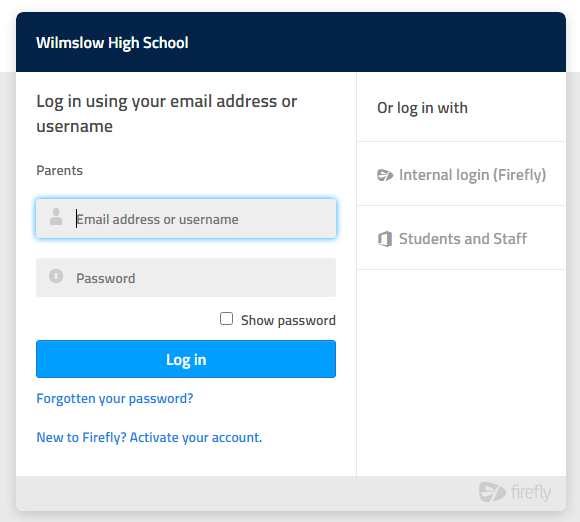 Wilmslow High School
Log in using your email address or
username
Parents
Email address or username
Password
Show password
Log in
Forgotten your password?
New to Firefly? Activate your account.
Or log in with
Internal login (Firefly)
Students and Staff
firefly